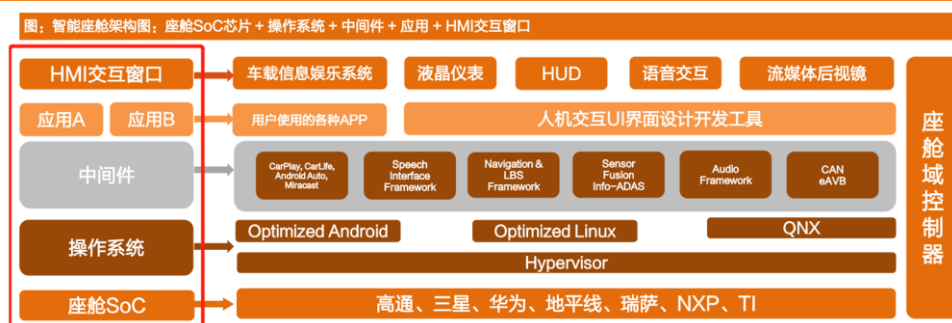 图：智能座舱架构图：座舱SoC芯片 + 操作系统 + 中间件 + 应用 + HMI交互窗口
HMI交互窗口
车载信息娱乐系统
液晶仪表
HUD
语音交互
流媒体后视镜
应用A
应用B
用户使用的各种APP
人机交互UI界面设计开发工具
中间件
CarPlay, CarLife,
Android Auto,
Miracast
Speech
Interface
Framework
Navigation &
LBS
Framework
Sensor
Fusion
Info-ADAS
Audio
Framework
CAN
eAVB
操作系统
Optimized Android
Optimized Linux
QNX
Hypervisor
座舱SoC
高通、三星、华为、地平线、瑞萨、NXP、TI
座舱域控制器